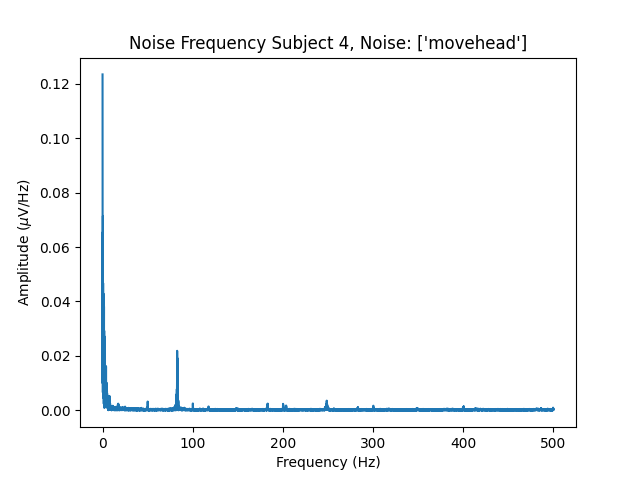 Noise Frequency Subject 4, Noise: ['movehead']
Amplitude (μV/Hz)
0.12
0.10
0.08
0.06
0.04
0.02
0.00
0 100 200 300 400 500
Frequency (Hz)